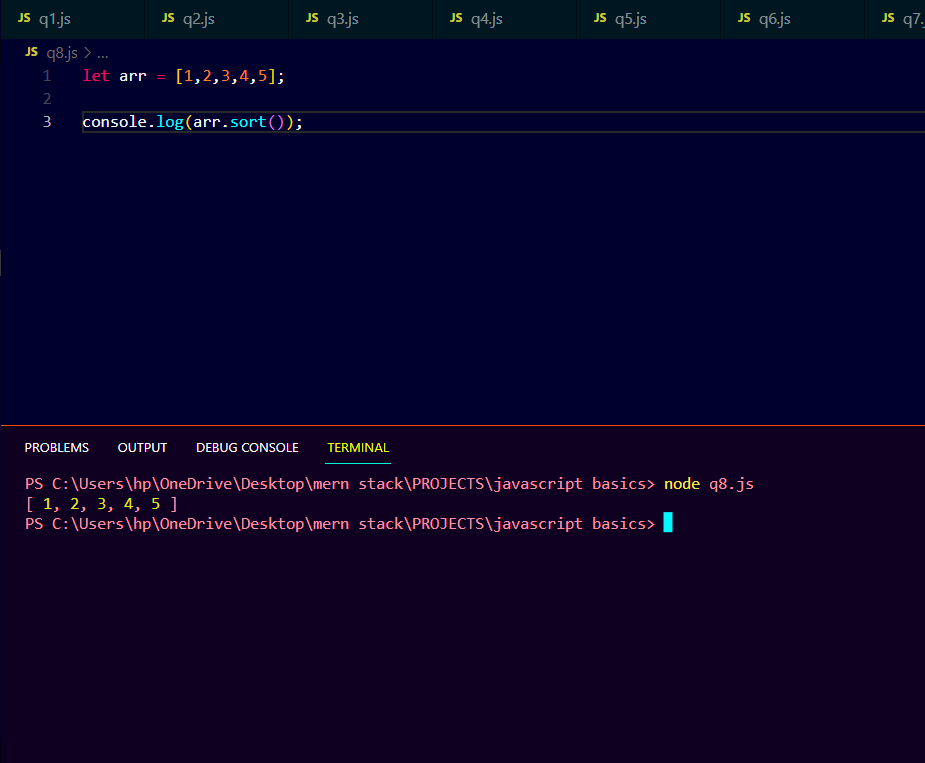 JS q1.js JS q2.js JS q3.js JS q4.js JS q5.js JS q6.js JS q7.
JS q8.js > ...
1 let arr = [1,2,3,4,5];
2
3 console.log(arr.sort());
PROBLEMS OUTPUT DEBUG CONSOLE TERMINAL
PS C:\Users\hp\OneDrive\Desktop\mern stack\PROJECTS\javascript basics> node q8.js
[ 1, 2, 3, 4, 5 ]
PS C:\Users\hp\OneDrive\Desktop\mern stack\PROJECTS\javascript basics>